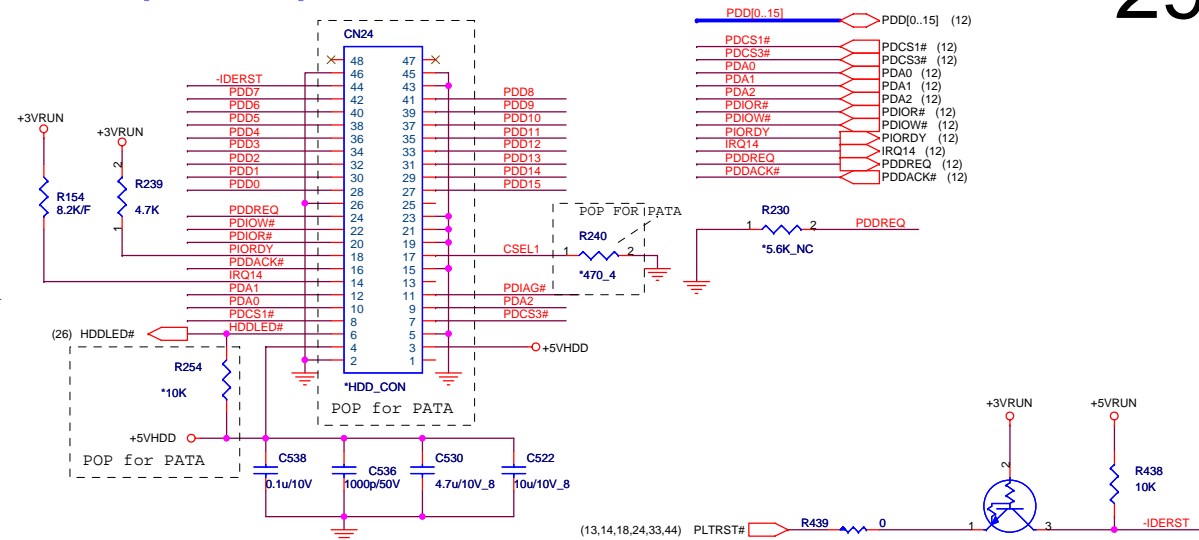 CN24
48 47
46 45
-IDERST 44 43
PDD7 42 41 PDD8
PDD6 40 39 PDD9
PDD5 38 37 PDD10
PDD4 36 35 PDD11
PDD3 34 33 PDD12
PDD2 32 31 PDD13
PDD1 30 29 PDD14
PDD0 28 27 PDD15
26 25
PDDREQ 24 23
PDIOW# 22 21
PDIOR# 20 19
PIORDY 18 17 CSEL1
PDDACK# 16 15
IRQ14 14 13
PDA1 12 11 PDIAG#
PDA0 10 9 PDA2
PDCS1# 8 7 PDCS3#
(26) HDDLED# HDDLED# 6 5
4 3 +5VHDD
2 1
*HDD_CON
POP for PATA
+3VRUN
R154
8.2K/F
+3VRUN
2
R239
4.7K
1
POP FOR PATA
R240
1 2
*470_4
R254
*10K
+5VHDD
POP for PATA
C538
0.1u/10V
C536
1000p/50V
C530
4.7u/10V_8
C522
10u/10V_8
PDD[0..15] PDD[0..15] (12)
PDCS1# PDCS1# (12)
PDCS3# PDCS3# (12)
PDA0 PDA0 (12)
PDA1 PDA1 (12)
PDA2 PDA2 (12)
PDIOR# PDIOR# (12)
PDIOW# PDIOW# (12)
PIORDY PIORDY (12)
IRQ14 IRQ14 (12)
PDDREQ PDDREQ (12)
PDDACK# PDDACK# (12)
R230
1 2 PDDREQ
*5.6K_NC
+3VRUN
2
+5VRUN
R438
10K
(13,14,18,24,33,44) PLTRST# R439 0 1 3 -IDERST